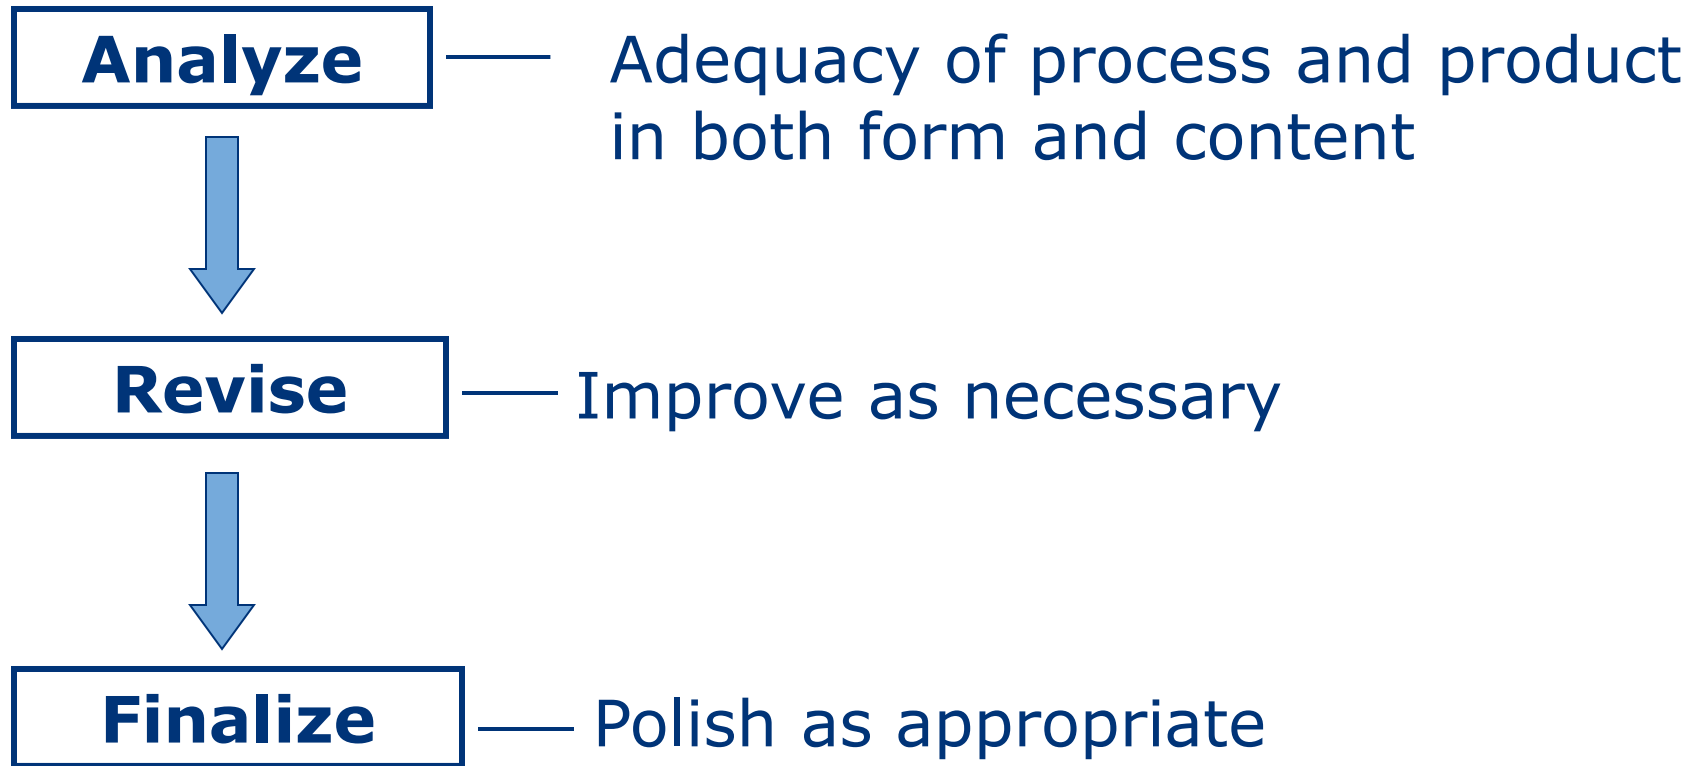 Analyze
Adequacy of process and product
in both form and content
Revise
Improve as necessary
Finalize
Polish as appropriate